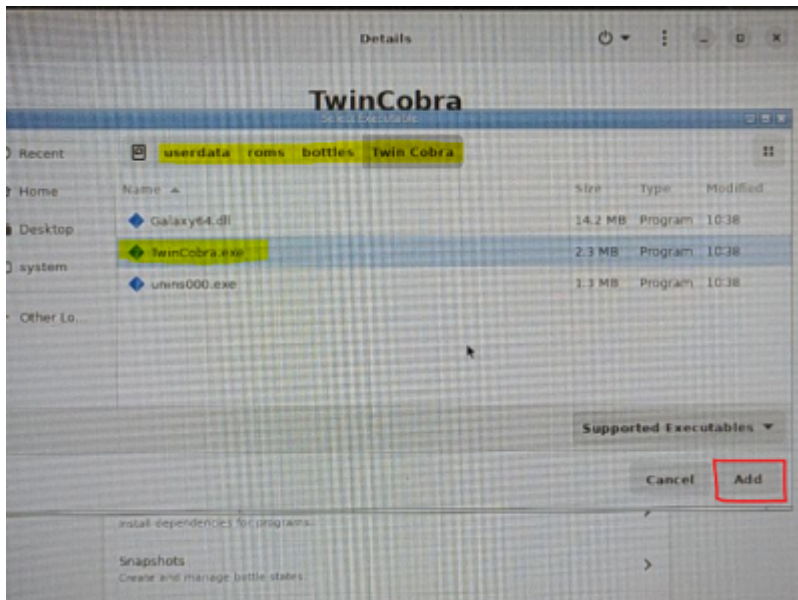 Details
TwinCobra
Select Executable
Recent
userdata roms bottles Twin Cobra
Home
Name Size Type Modified
Desktop
Galaxy64.dll 14.2 MB Program 10:38
TwinCobra.exe 2.3 MB Program 10:38
system
unins000.exe 1.3 MB Program 10:38
Other Lo...
Supported Executables
Cancel Add
Install dependencies for programs.
Snapshots
Create and manage bottle states.